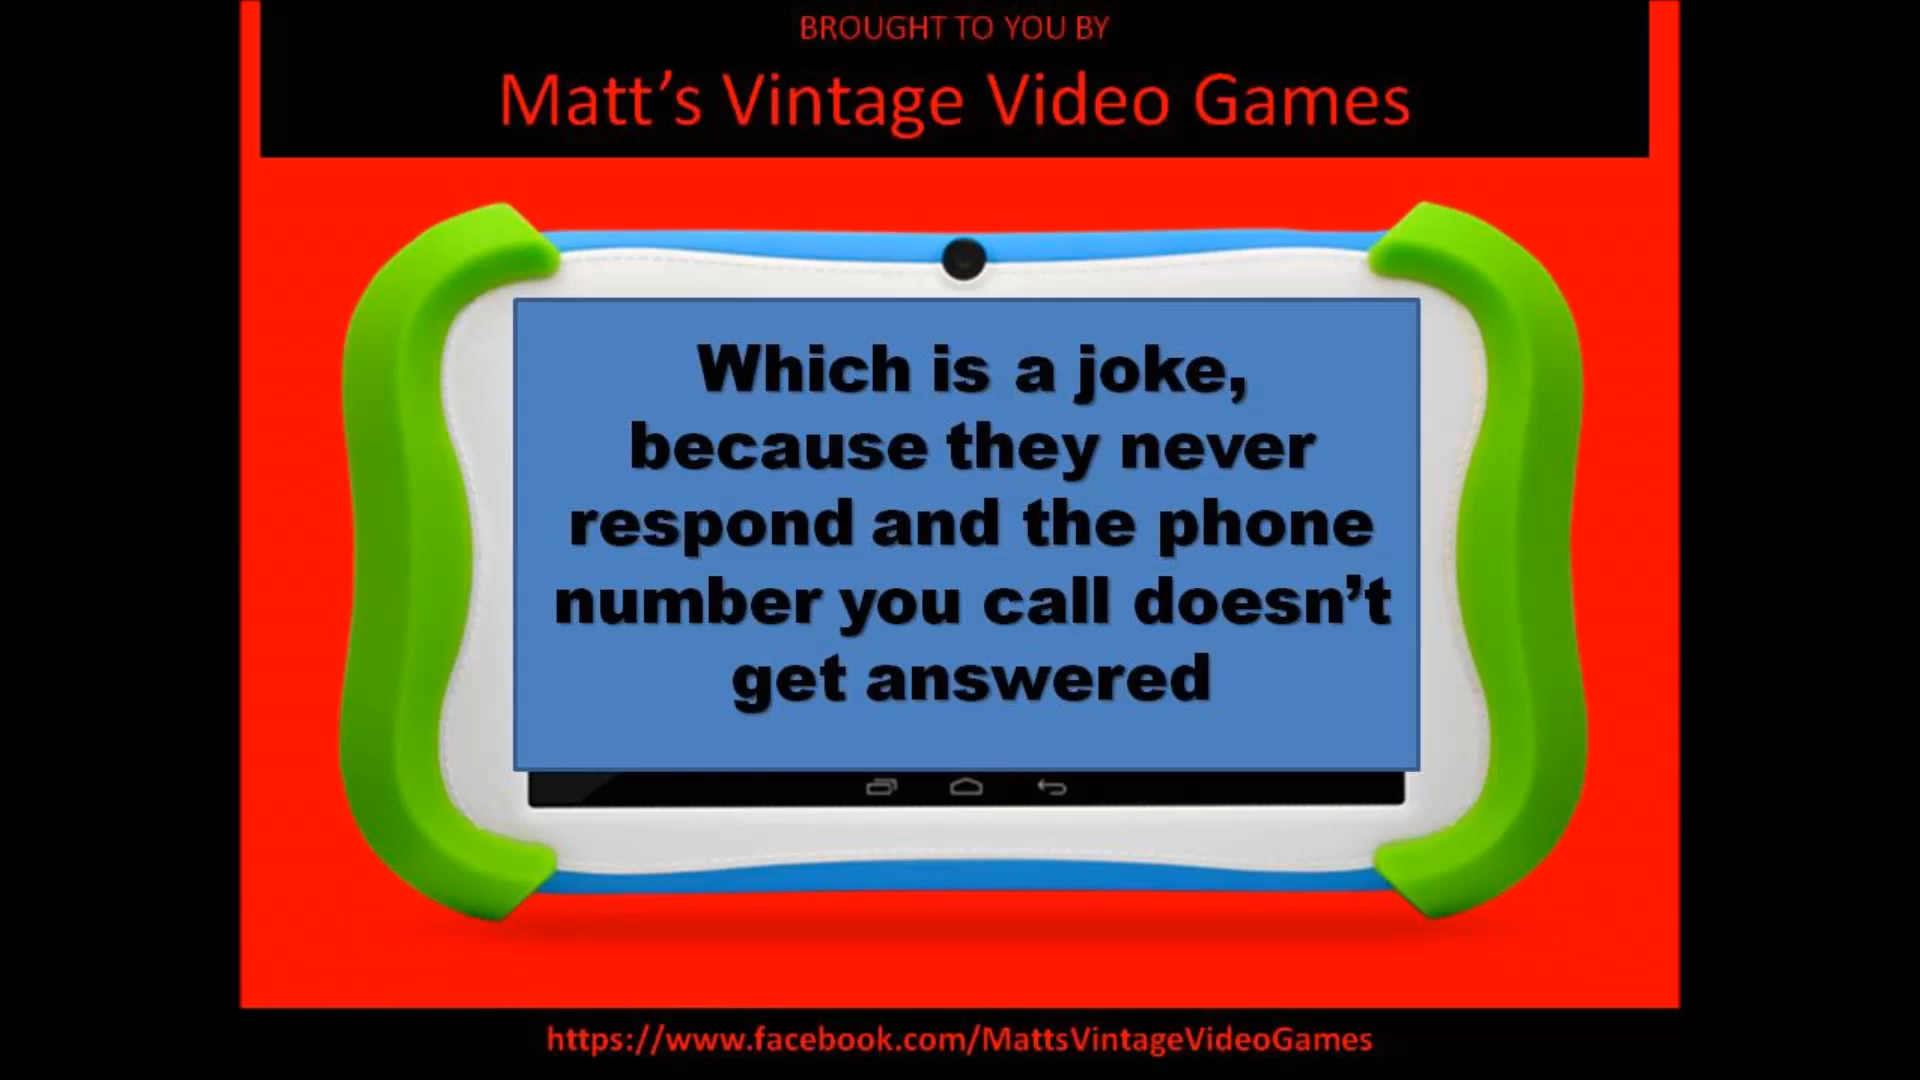 BROUGHT TO YOU BY
Matt’s Vintage Video Games
Which is a joke,
because they never
respond and the phone
number you call doesn’t
get answered
https://www.facebook.com/MattsVintageVideoGames